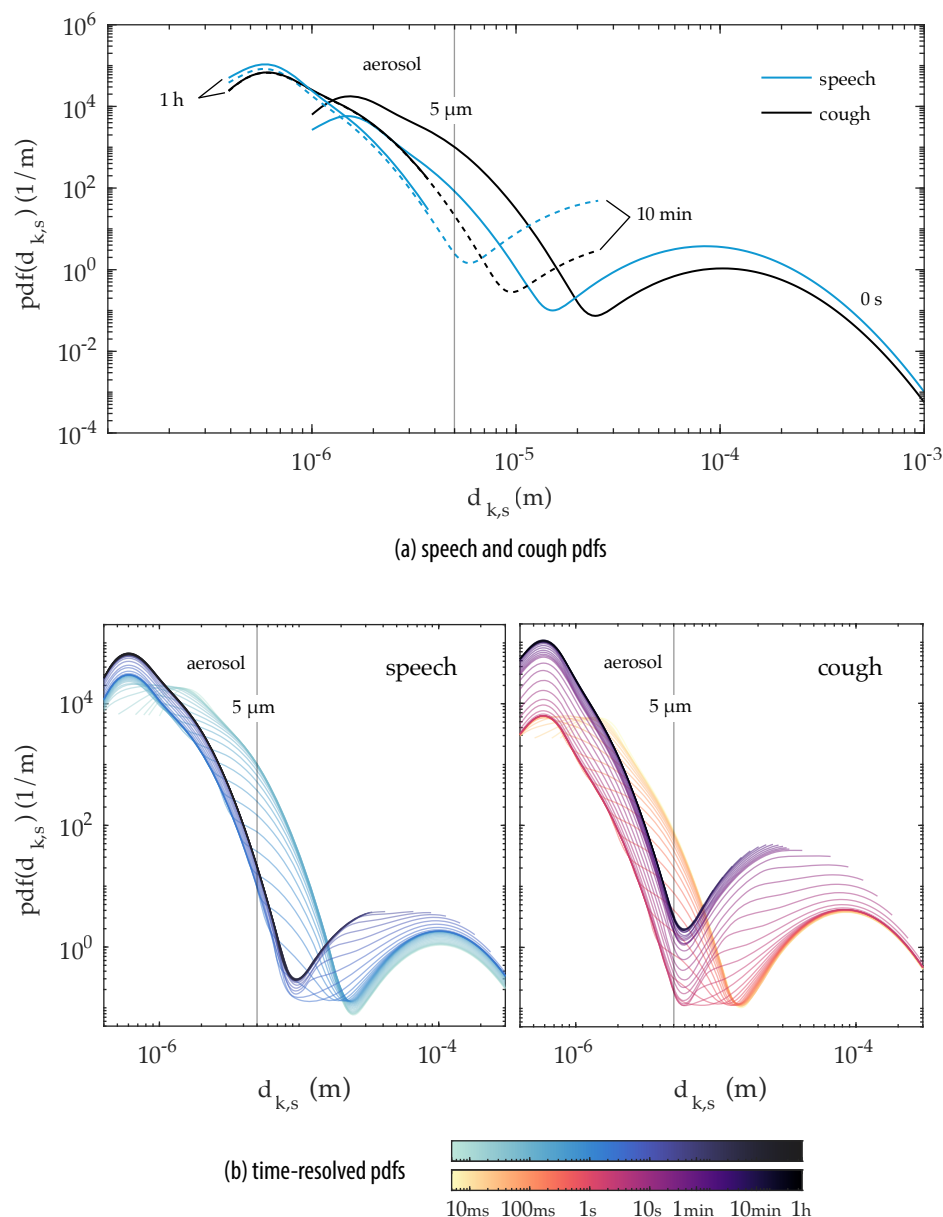 10^6
10^4
10^2
10^0
10^-2
10^-4
pdf(d_k,s) (1/m)
aerosol
5 μm
speech
cough
1 h
10 min
0 s
10^-6
10^-5
10^-4
10^-3
d_k,s (m)
(a) speech and cough pdfs
aerosol
speech
5 μm
aerosol
cough
5 μm
10^4
10^2
10^0
pdf(d_k,s) (1/m)
10^-6
10^-4
10^-6
10^-4
d_k,s (m)
d_k,s (m)
(b) time-resolved pdfs
10ms 100ms 1s 10s 1min 10min 1h